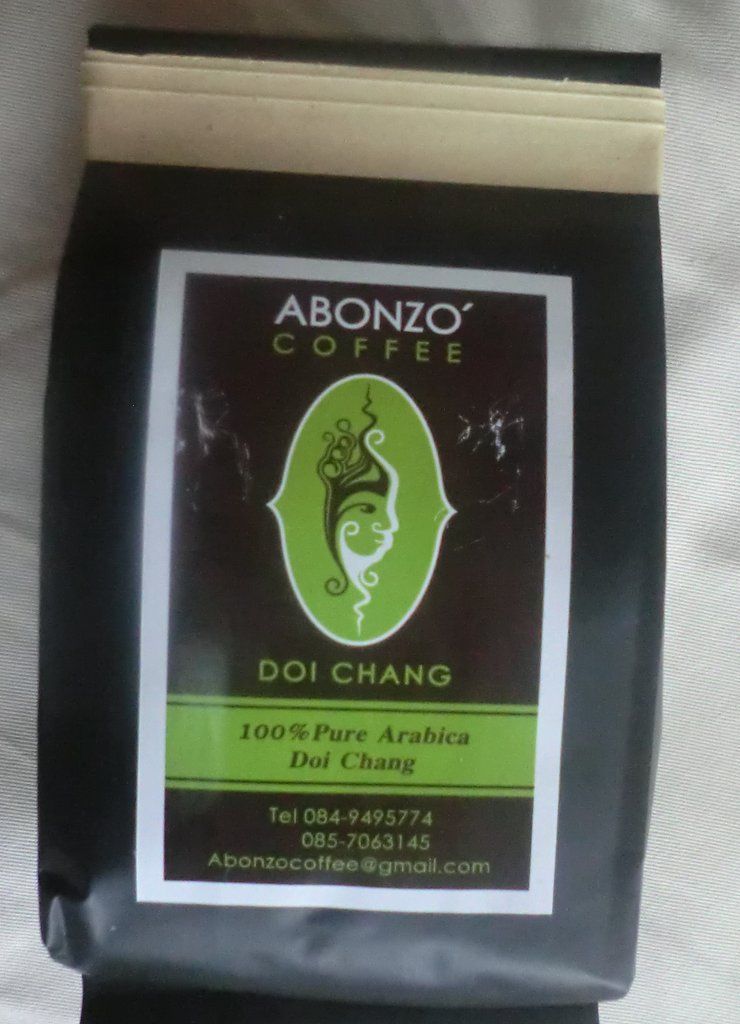 ABONZO´
COFFEE
DOI CHANG
100%Pure Arabica
Doi Chang
Tel 084-9495774
085-7063145
Abonzocoffee@gmail.com